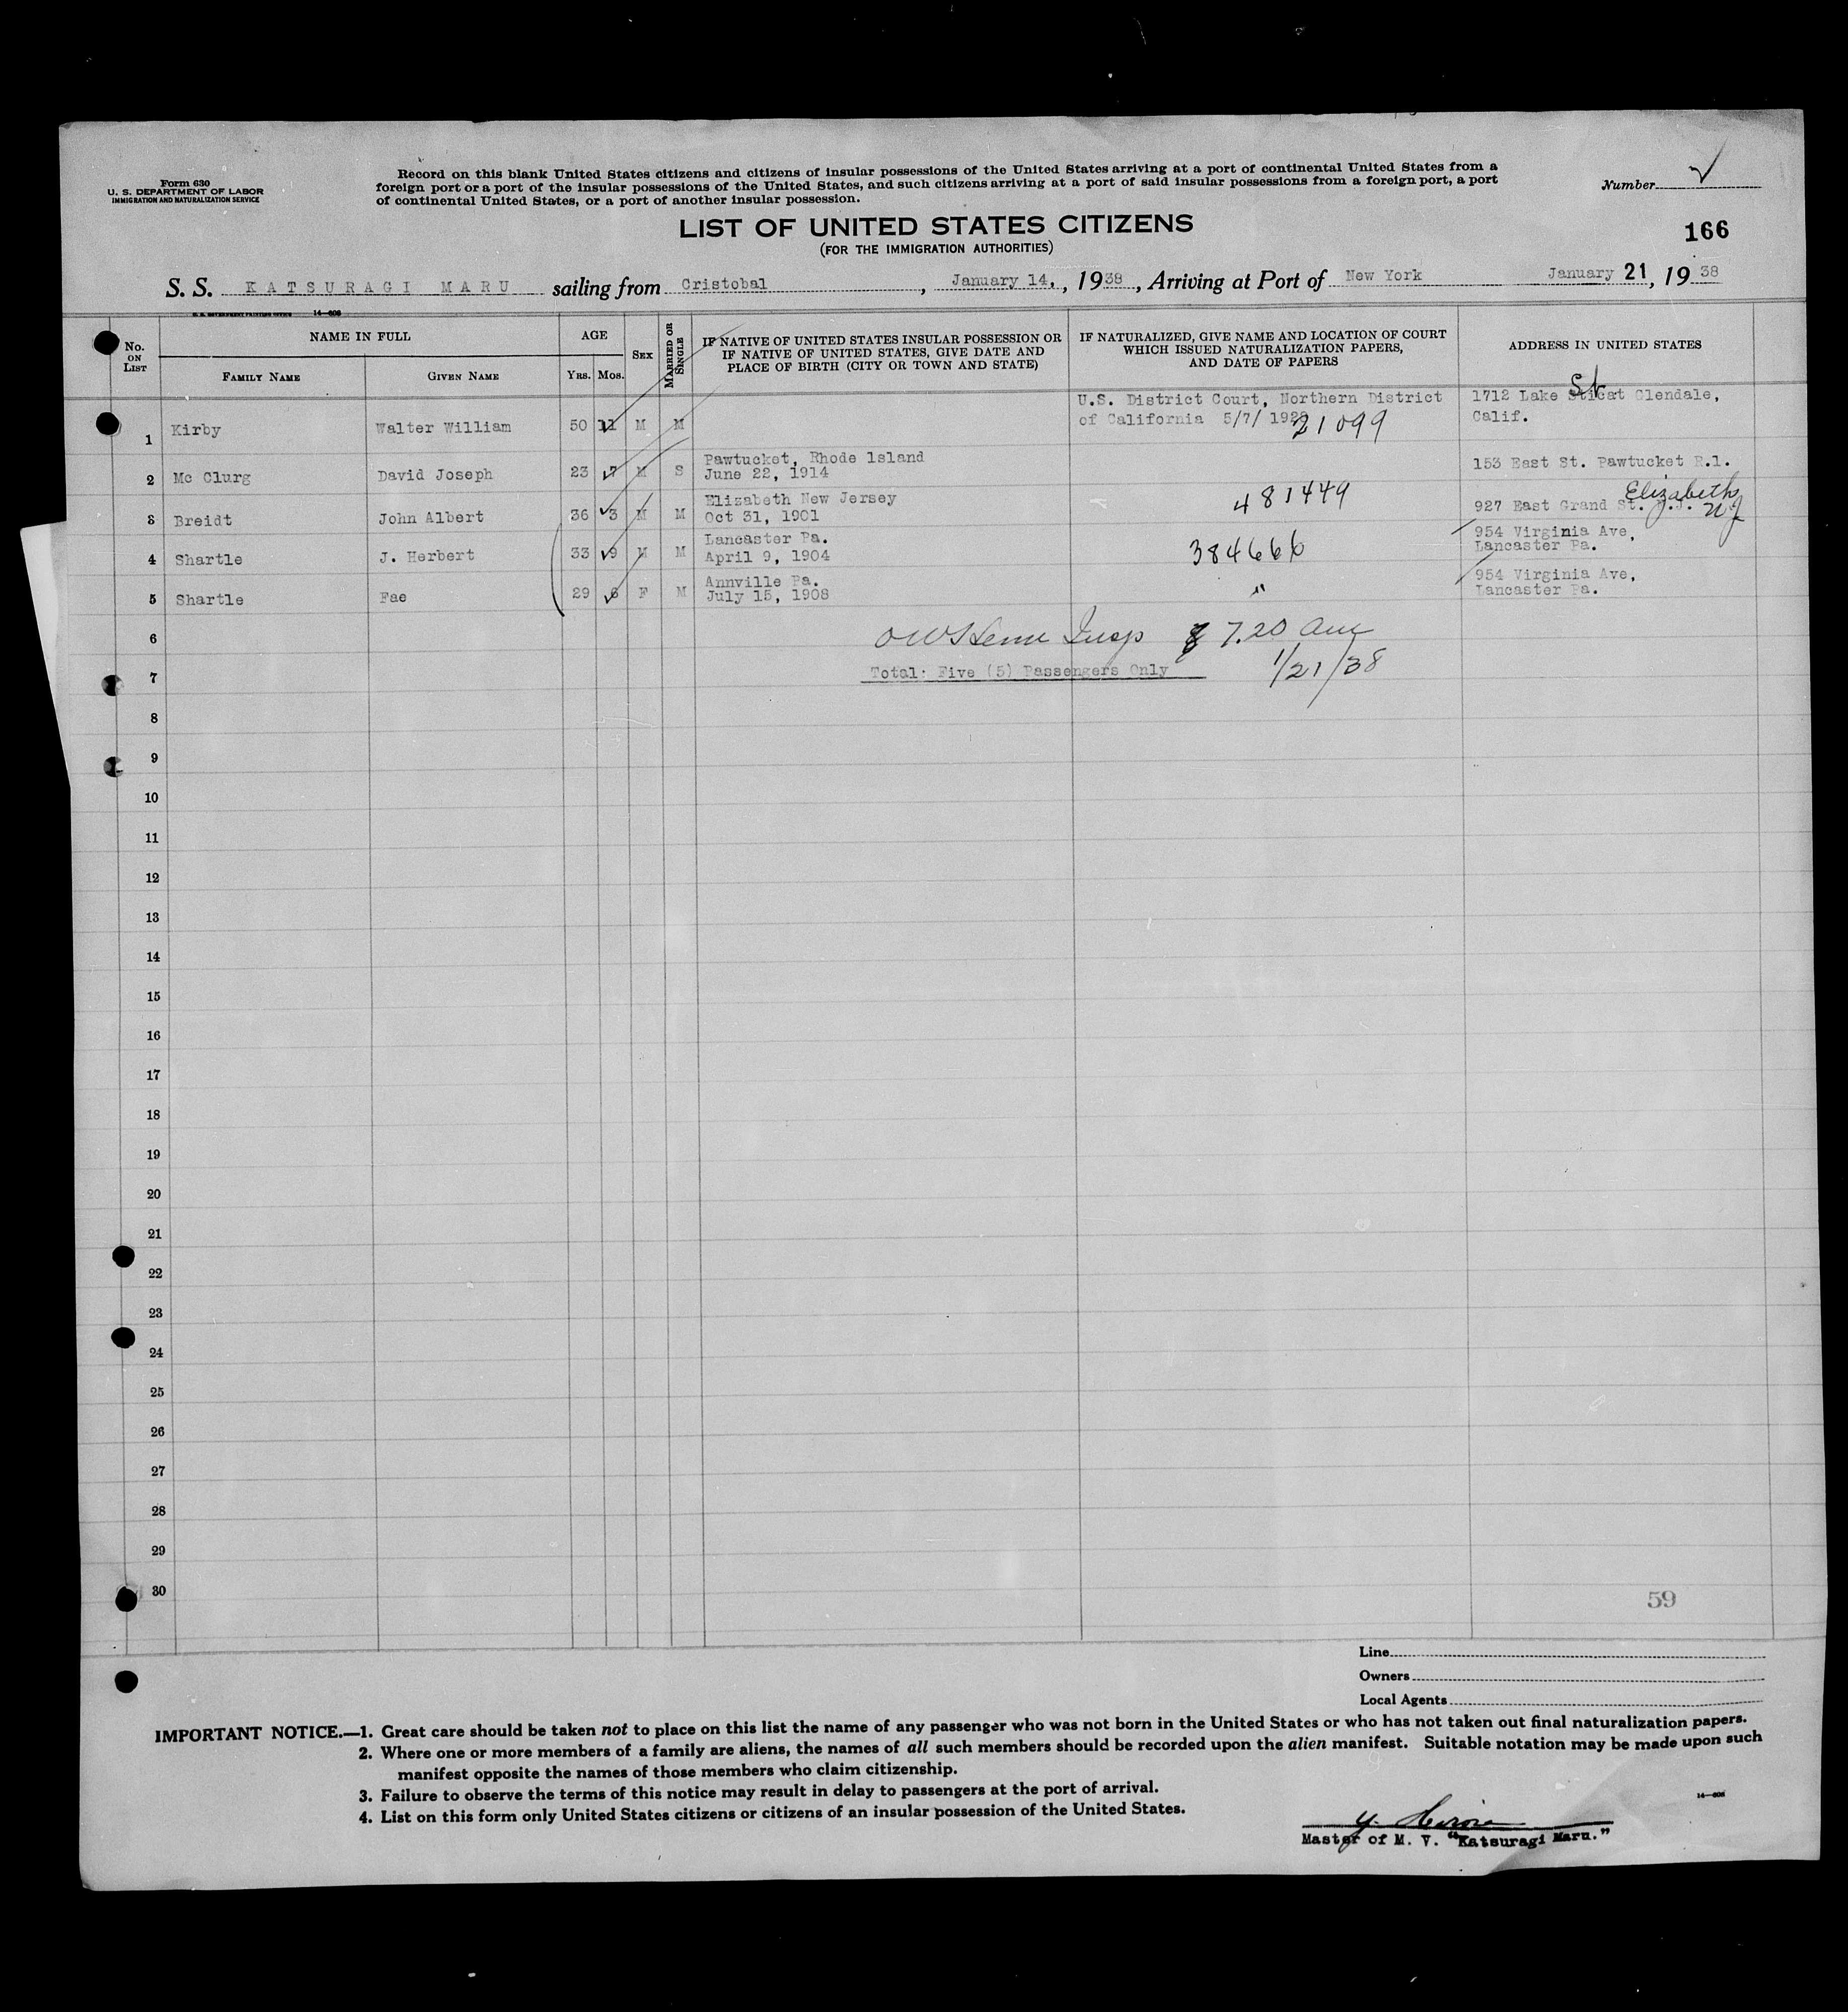 Form 630
U. S. DEPARTMENT OF LABOR
IMMIGRATION AND NATURALIZATION SERVICE
Record on this blank United States citizens and citizens of insular possessions of the United States arriving at a port of continental United States from a
foreign port or a port of the insular possessions of the United States, and such citizens arriving at a port of said insular possessions from a foreign port, a port
of continental United States, or a port of another insular possession.
Number
LIST OF UNITED STATES CITIZENS
(FOR THE IMMIGRATION AUTHORITIES)
166
S. S. KATSURAGI MARU sailing from Cristobal, January 14, , 1938, Arriving at Port of New York January 21, 1938
U. S. GOVERNMENT PRINTING OFFICE 14—608
No. ON LIST
NAME IN FULL
FAMILY NAME
GIVEN NAME
AGE
YRS. MOS.
SEX
MARRIED OR SINGLE
IF NATIVE OF UNITED STATES INSULAR POSSESSION OR
IF NATIVE OF UNITED STATES, GIVE DATE AND
PLACE OF BIRTH (CITY OR TOWN AND STATE)
IF NATURALIZED, GIVE NAME AND LOCATION OF COURT
WHICH ISSUED NATURALIZATION PAPERS,
AND DATE OF PAPERS
ADDRESS IN UNITED STATES
1 Kirby Walter William 50 11 M M
U.S. District Court, Northern District
of California 5/7/ 21099
St
1712 Lake Clendale,
Calif.
2 Mc Clurg David Joseph 23 7 M S
Pawtucket, Rhode lsland
June 22, 1914
153 East St. Pawtucket R.l.
3 Breidt John Albert 36 3 M M
Elizabeth New Jersey
Oct 31, 1901
481449
Elizabeth
927 East Grand St. NJ
4 Shartle J. Herbert 33 9 M M
Lancaster Pa.
April 9, 1904
384666
954 Virginia Ave,
Lancaster Pa.
5 Shartle Fae 29 6 F M
Annville Pa.
July 15, 1908
"
954 Virginia Ave,
Lancaster Pa.
6
Insp 7.20 am
7
Total: Five (5) Passengers Only
1/21/38
8
9
10
11
12
13
14
15
16
17
18
19
20
21
22
23
24
25
26
27
28
29
30
59
Line
Owners
Local Agents
IMPORTANT NOTICE.—1. Great care should be taken not to place on this list the name of any passenger who was not born in the United States or who has not taken out final naturalization papers.
2. Where one or more members of a family are aliens, the names of all such members should be recorded upon the alien manifest. Suitable notation may be made upon such
manifest opposite the names of those members who claim citizenship.
3. Failure to observe the terms of this notice may result in delay to passengers at the port of arrival.
4. List on this form only United States citizens or citizens of an insular possession of the United States.
14—608
Master of M. V. "Katsuragi Maru."